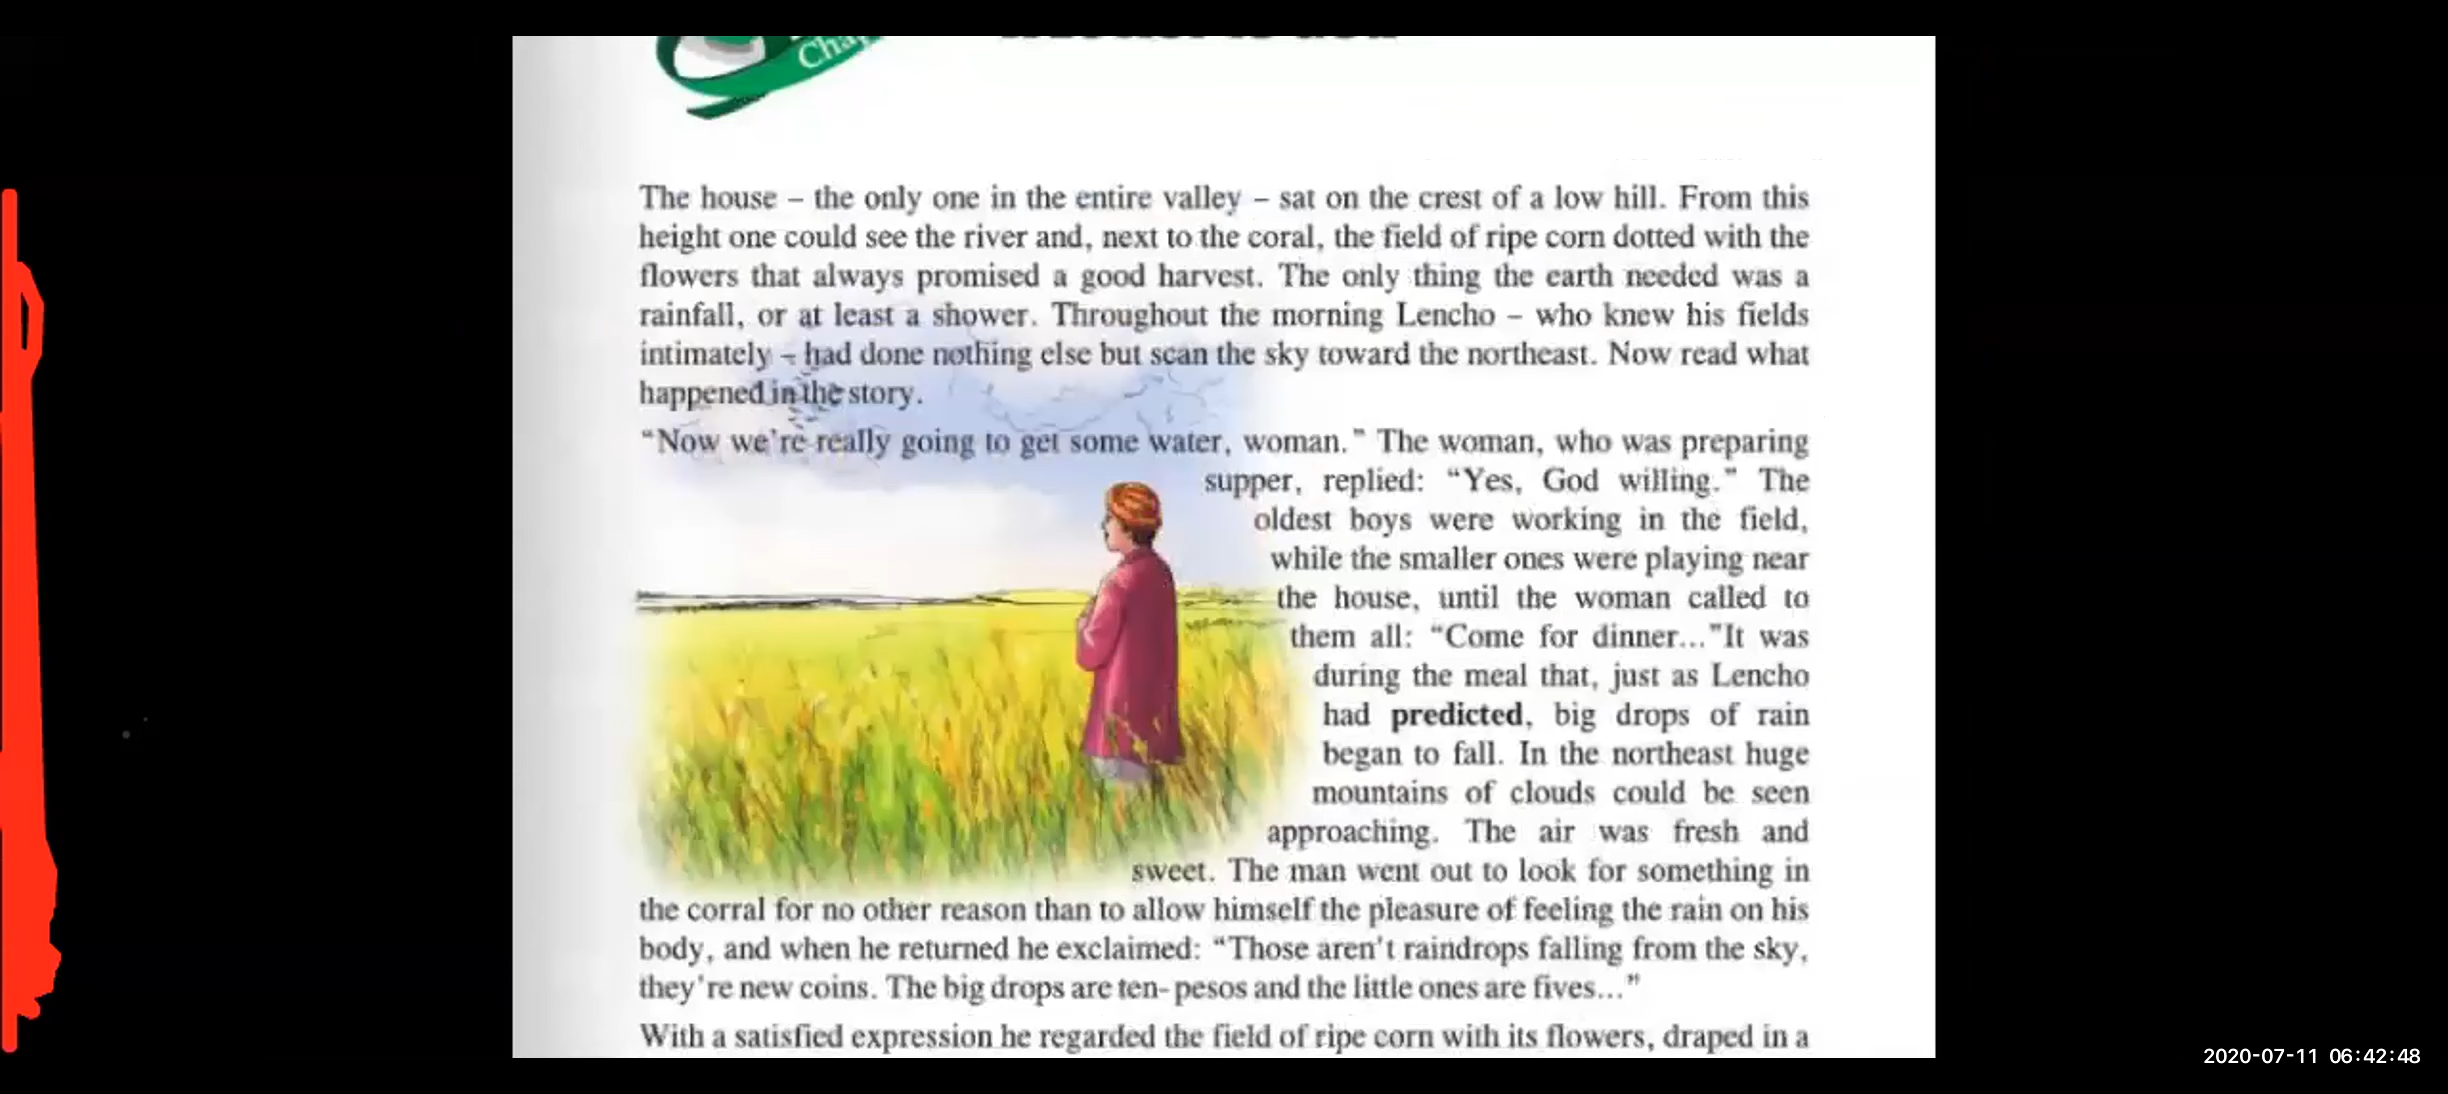 Cha
The house – the only one in the entire valley – sat on the crest of a low hill. From this
height one could see the river and, next to the coral, the field of ripe corn dotted with the
flowers that always promised a good harvest. The only thing the earth needed was a
rainfall, or at least a shower. Throughout the morning Lencho – who knew his fields
intimately – had done nothing else but scan the sky toward the northeast. Now read what
happened in the story.
“Now we're really going to get some water, woman.” The woman, who was preparing
supper, replied: “Yes, God willing.” The
oldest boys were working in the field,
while the smaller ones were playing near
the house, until the woman called to
them all: “Come for dinner...”It was
during the meal that, just as Lencho
had predicted, big drops of rain
began to fall. In the northeast huge
mountains of clouds could be seen
approaching. The air was fresh and
sweet. The man went out to look for something in
the corral for no other reason than to allow himself the pleasure of feeling the rain on his
body, and when he returned he exclaimed: “Those aren't raindrops falling from the sky,
they're new coins. The big drops are ten- pesos and the little ones are fives...”
With a satisfied expression he regarded the field of ripe corn with its flowers, draped in a
2020-07-11 06:42:48